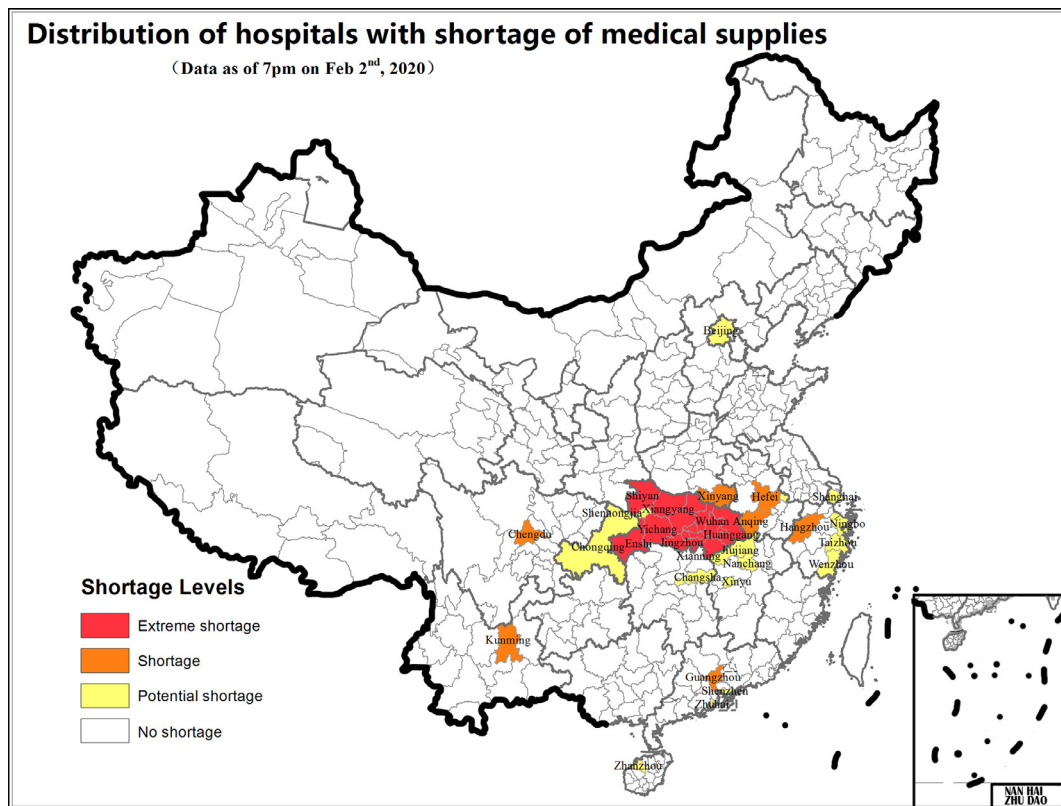 Distribution of hospitals with shortage of medical supplies
（Data as of 7pm on Feb 2nd, 2020）
Beijing
Shiyan
Xinyang
Hefei
Shanghai
Xiangyang
Shennongjia
Wuhan
Anqing
Hangzhou
Ningbo
Chengdu
Yichang
Huanggang
Taizhou
Chongqing
Enshi
Jingzhou
Jiujiang
Xianning
Nanchang
Wenzhou
Changsha
Xinyu
Shortage Levels
Extreme shortage
Shortage
Potential shortage
No shortage
Kunming
Guangzhou
Shenzhen
Zhuhai
Zhanzhou
NAN HAI
ZHU DAO